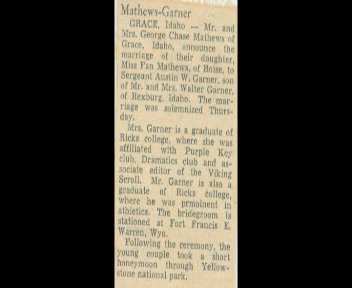 Mathews-Garner
GRACE, Idaho — Mr. and
Mrs. George Chase Mathews of
Grace, Idaho, announce the
marriage of their daughter,
Miss Fan Mathews, of Boise, to
Sergeant Austin W. Garner, son
of Mr. and Mrs. Walter Garner,
of Rexburg, Idaho. The mar-
riage was solemnized Thurs-
day.
Mrs. Garner is a graduate of
Ricks college, where she was
affiliated with Purple Key
club, Dramatics club and as-
sociate editor of the Viking
Scroll. Mr. Garner is also a
graduate of Ricks college,
where he was prmoinent in
athletics. The bridegroom is
stationed at Fort Francis E.
Warren, Wyo.
Following the ceremony, the
young couple took a short
honeymoon through Yellow-
stone national park.